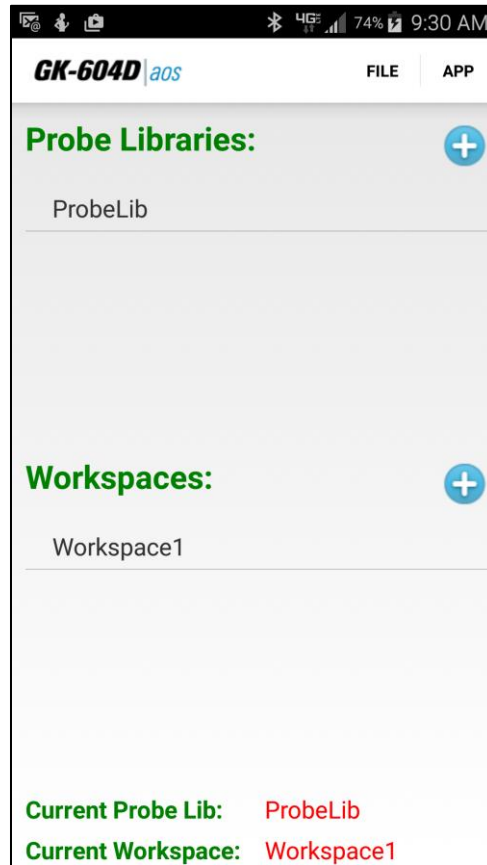 4G 74% 9:30 AM
GK-604D|aos FILE APP
Probe Libraries:
ProbeLib
Workspaces:
Workspace1
Current Probe Lib: ProbeLib
Current Workspace: Workspace1